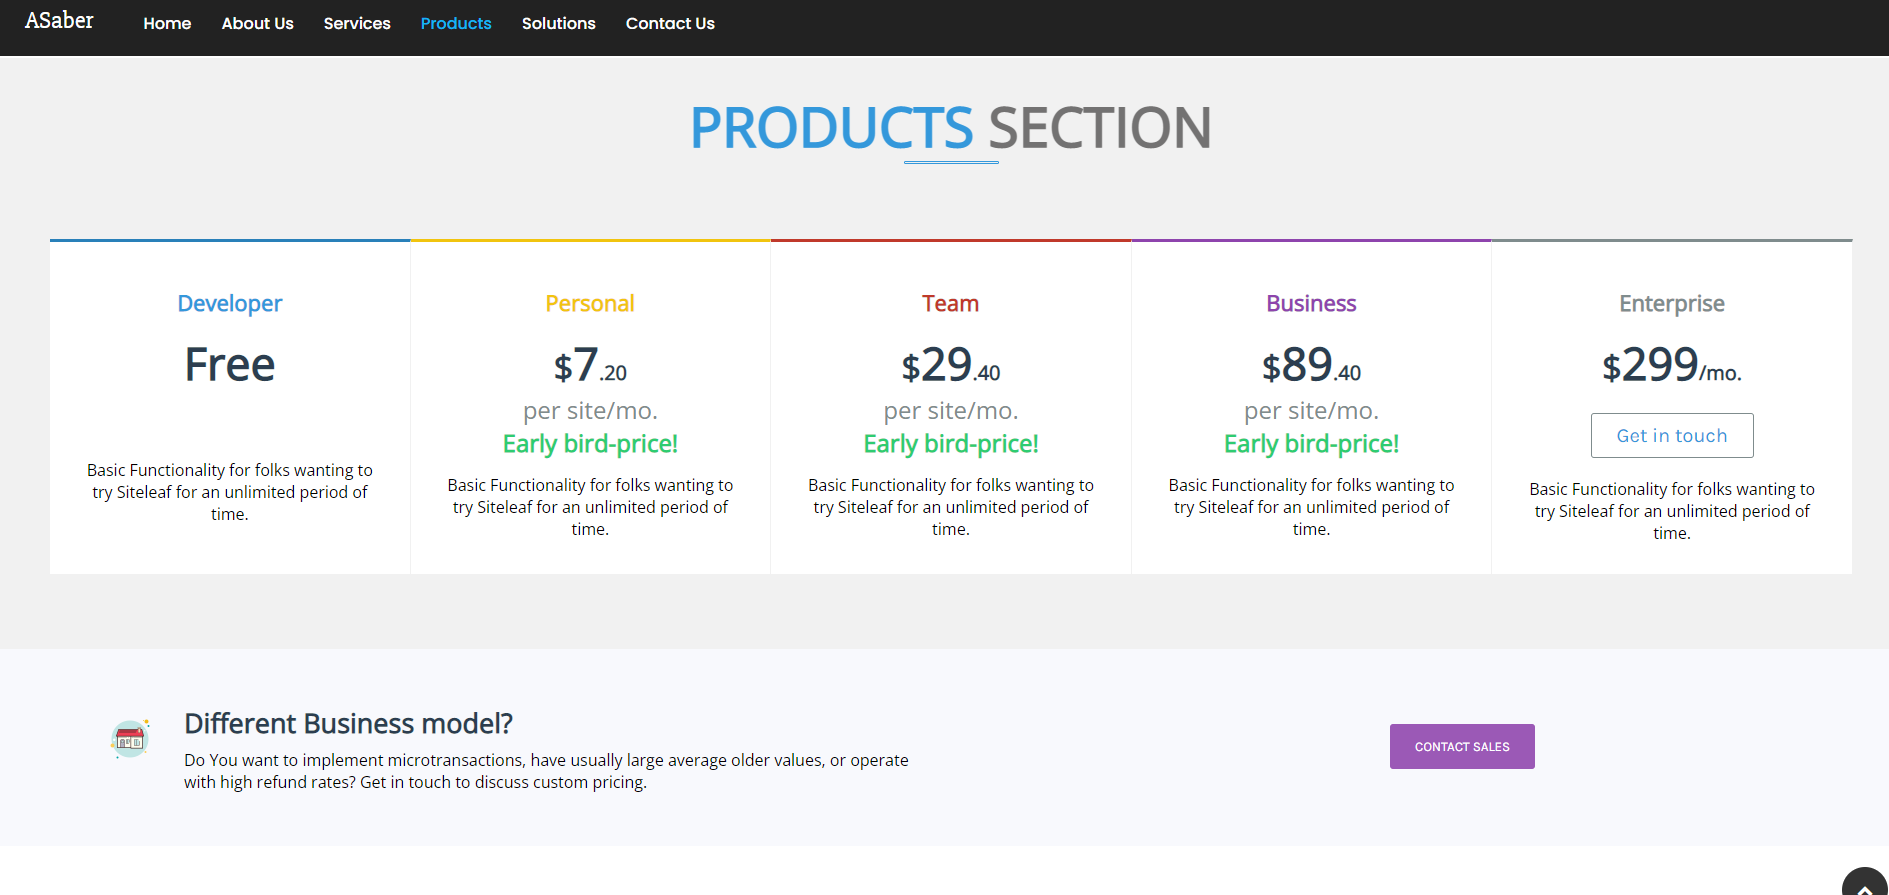 ASaber
Home
About Us
Services
Products
Solutions
Contact Us
PRODUCTS SECTION
Developer
Free
Basic Functionality for folks wanting to
try Siteleaf for an unlimited period of
time.
Personal
$7.20
per site/mo.
Early bird-price!
Basic Functionality for folks wanting to
try Siteleaf for an unlimited period of
time.
Team
$29.40
per site/mo.
Early bird-price!
Basic Functionality for folks wanting to
try Siteleaf for an unlimited period of
time.
Business
$89.40
per site/mo.
Early bird-price!
Basic Functionality for folks wanting to
try Siteleaf for an unlimited period of
time.
Enterprise
$299/mo.
Get in touch
Basic Functionality for folks wanting to
try Siteleaf for an unlimited period of
time.
Different Business model?
Do You want to implement microtransactions, have usually large average older values, or operate
with high refund rates? Get in touch to discuss custom pricing.
CONTACT SALES